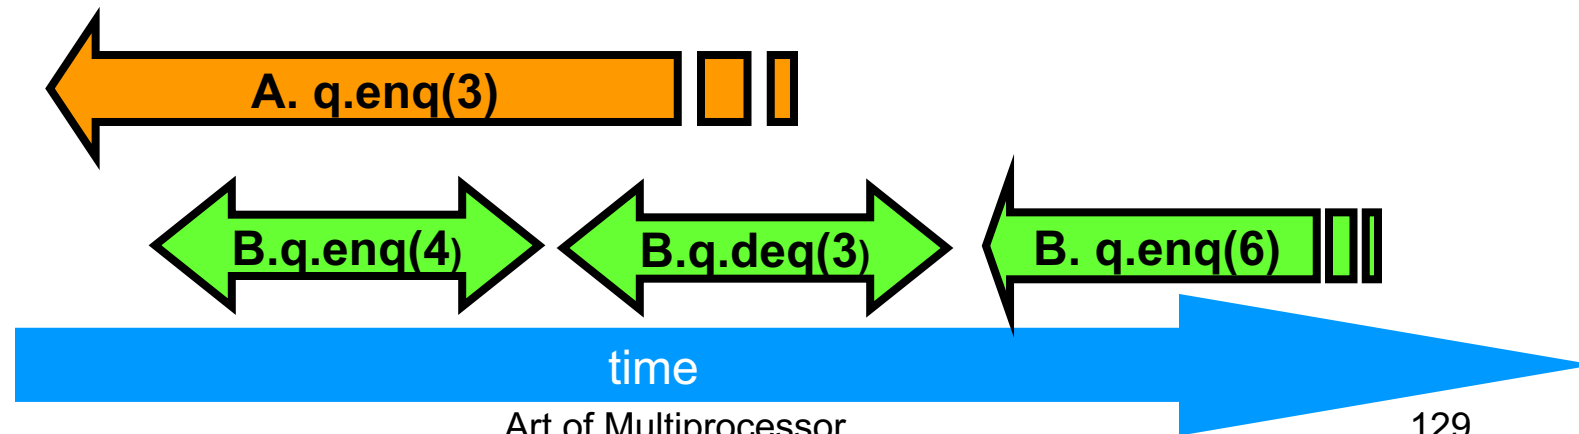 A. q.enq(3)
B.q.enq(4) B.q.deq(3) B. q.enq(6)
time
Art of Multiprocessor 129